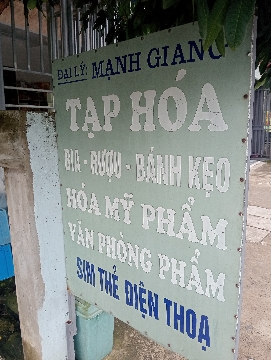 ĐẠI LÝ: MẠNH GIANG
TẠP HÓA
BIA - RƯỢU - BÁNH KẸO
HÓA MỸ PHẨM
VĂN PHÒNG PHẨM
SIM THẺ ĐIỆN THOẠ